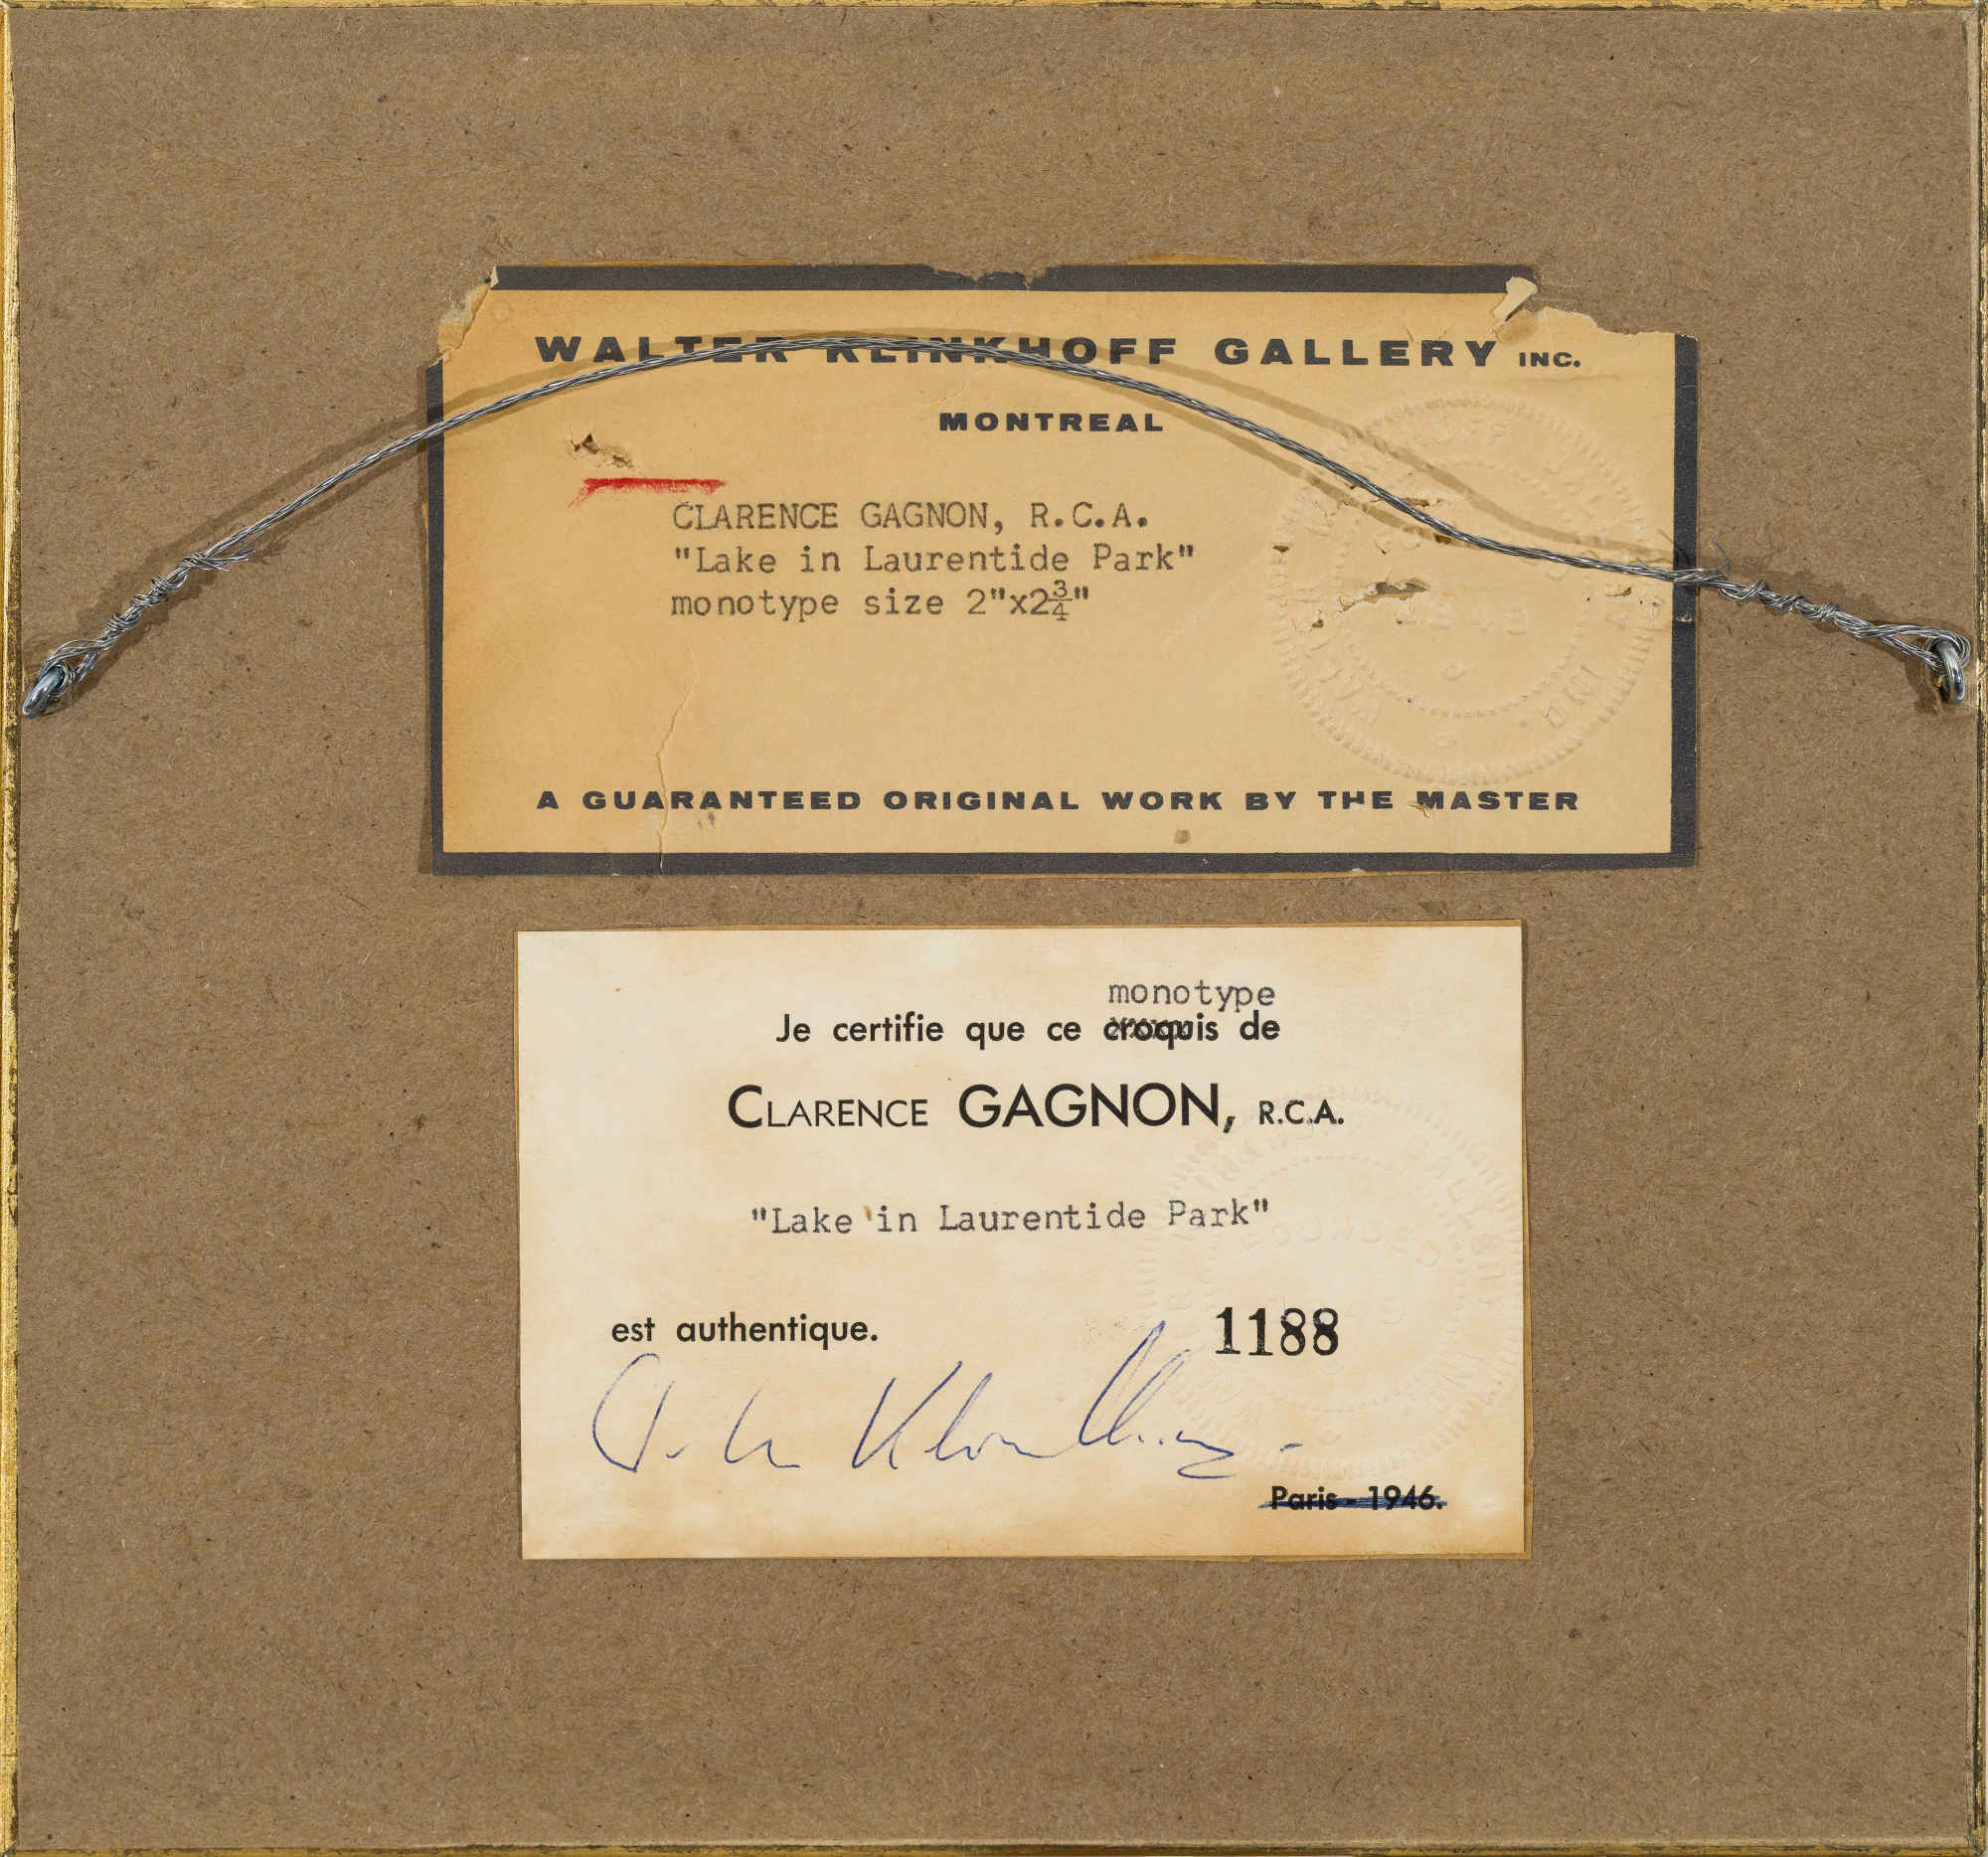 WALTER KLINKHOFF GALLERY INC.
MONTREAL
CLARENCE GAGNON, R.C.A.
"Lake in Laurentide Park"
monotype size 2"x2¾"
A GUARANTEED ORIGINAL WORK BY THE MASTER
monotype
Je certifie que ce croquis de
CLARENCE GAGNON, R.C.A.
"Lake in Laurentide Park"
est authentique.
1188
Paris - 1946.